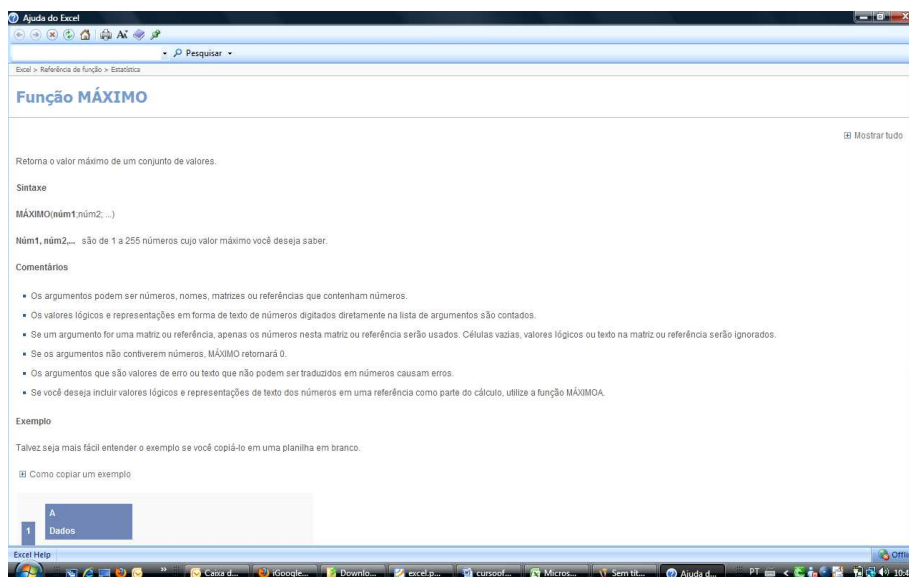 Ajuda do Excel
Pesquisar
Excel > Referência de função > Estatística
Função MÁXIMO
Mostrar tudo
Retorna o valor máximo de um conjunto de valores.
Sintaxe
MÁXIMO(núm1;núm2; ...)
Núm1, núm2,... são de 1 a 255 números cujo valor máximo você deseja saber.
Comentários
Os argumentos podem ser números, nomes, matrizes ou referências que contenham números.
Os valores lógicos e representações em forma de texto de números digitados diretamente na lista de argumentos são contados.
Se um argumento for uma matriz ou referência, apenas os números nesta matriz ou referência serão usados. Células vazias, valores lógicos ou texto na matriz ou referência serão ignorados.
Se os argumentos não contiverem números, MÁXIMO retornará 0.
Os argumentos que são valores de erro ou texto que não podem ser traduzidos em números causam erros.
Se você deseja incluir valores lógicos e representações de texto dos números em uma referência como parte do cálculo, utilize a função MÁXIMOA.
Exemplo
Talvez seja mais fácil entender o exemplo se você copiá-lo em uma planilha em branco.
Como copiar um exemplo
A
1 Dados
Excel Help Offli
Caixa d... iGoogle... Downlo... excel.p... cursoof... Micros... Sem tít... Ajuda d... PT 10:4